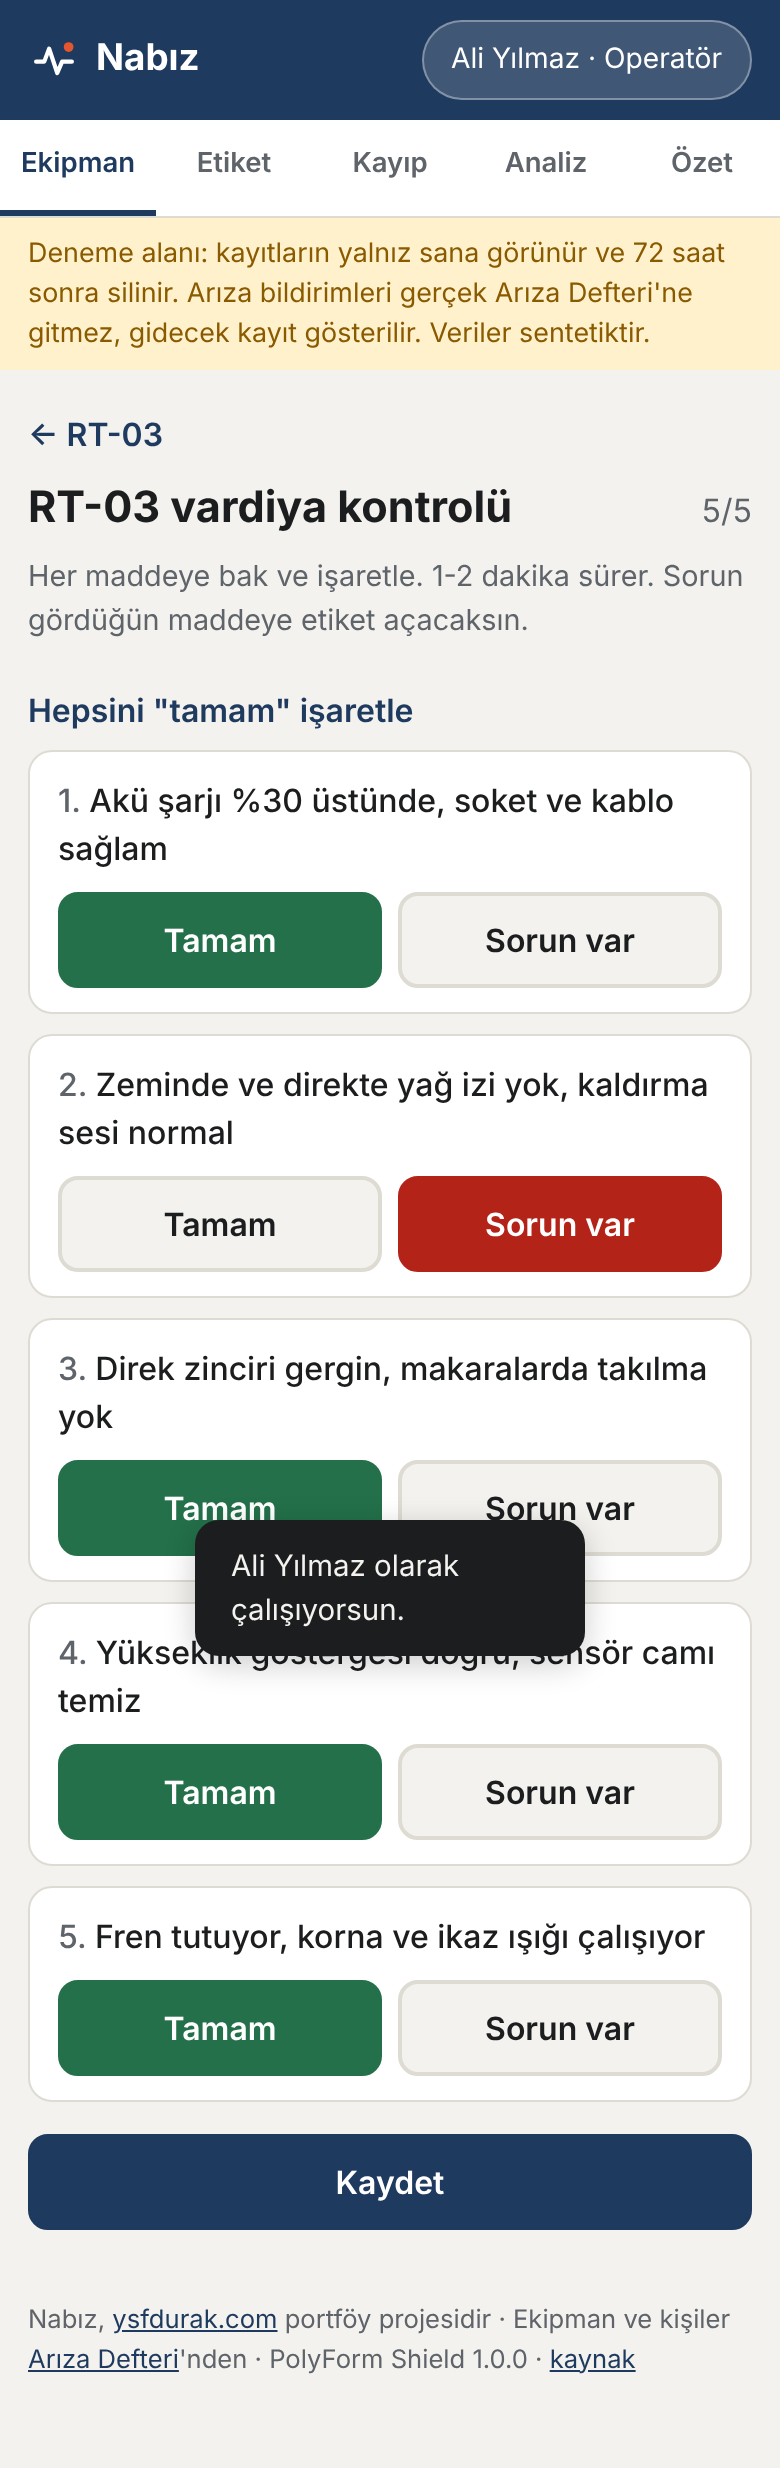 Nabız
Ali Yılmaz · Operatör
Ekipman
Etiket
Kayıp
Analiz
Özet
Deneme alanı: kayıtların yalnız sana görünür ve 72 saat
sonra silinir. Arıza bildirimleri gerçek Arıza Defteri'ne
gitmez, gidecek kayıt gösterilir. Veriler sentetiktir.
← RT-03
RT-03 vardiya kontrolü
5/5
Her maddeye bak ve işaretle. 1-2 dakika sürer. Sorun
gördüğün maddeye etiket açacaksın.
Hepsini "tamam" işaretle
1. Akü şarjı %30 üstünde, soket ve kablo
sağlam
Tamam
Sorun var
2. Zeminde ve direkte yağ izi yok, kaldırma
sesi normal
Tamam
Sorun var
3. Direk zinciri gergin, makaralarda takılma
yok
Tamam
Sorun var
Ali Yılmaz olarak
çalışıyorsun.
4. Yükseklik göstergesi doğru, sensör camı
temiz
Tamam
Sorun var
5. Fren tutuyor, korna ve ikaz ışığı çalışıyor
Tamam
Sorun var
Kaydet
Nabız, ysfdurak.com portföy projesidir · Ekipman ve kişiler
Arıza Defteri'nden · PolyForm Shield 1.0.0 · kaynak